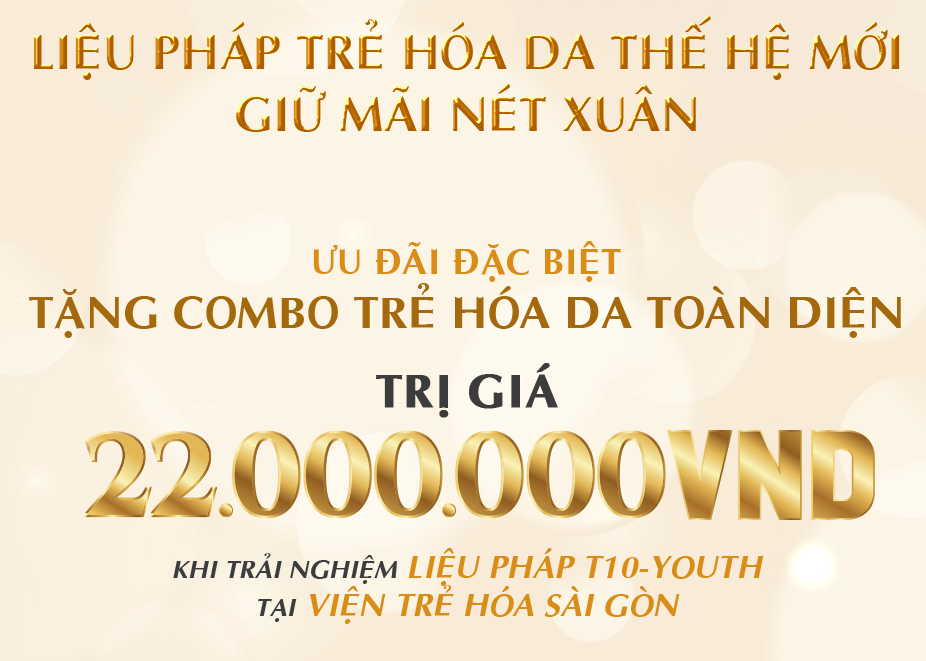 LIỆU PHÁP TRẺ HÓA DA THẾ HỆ MỚI
GIỮ MÃI NÉT XUÂN
ƯU ĐÃI ĐẶC BIỆT
TẶNG COMBO TRẺ HÓA DA TOÀN DIỆN
TRỊ GIÁ
22.000.000VND
KHI TRẢI NGHIỆM LIỆU PHÁP T10-YOUTH
TẠI VIỆN TRẺ HÓA SÀI GÒN